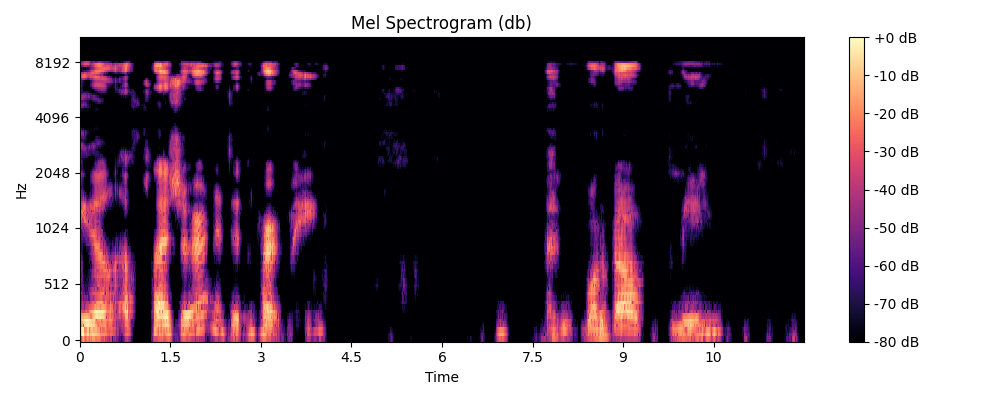 Mel Spectrogram (db)
+0 dB
8192
-10 dB
4096
-20 dB
-30 dB
2048
Hz
-40 dB
1024
-50 dB
512
-60 dB
-70 dB
0
-80 dB
0 1.5 3 4.5 6 7.5 9 10
Time